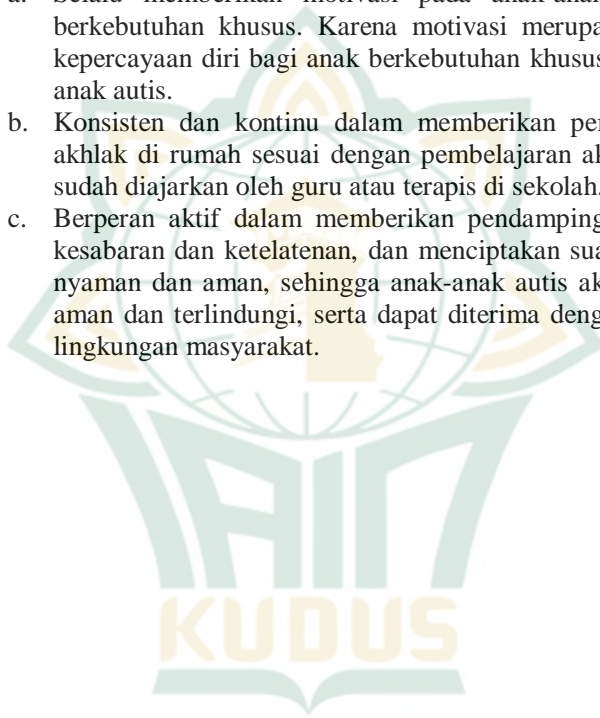 a. Selalu memberikan motivasi pada anak-anak
berkebutuhan khusus. Karena motivasi merupa
kepercayaan diri bagi anak berkebutuhan khusus
anak autis.
b. Konsisten dan kontinu dalam memberikan per
akhlak di rumah sesuai dengan pembelajaran ak
sudah diajarkan oleh guru atau terapis di sekolah.
c. Berperan aktif dalam memberikan pendamping
kesabaran dan ketelatenan, dan menciptakan sua
nyaman dan aman, sehingga anak-anak autis ak
aman dan terlindungi, serta dapat diterima deng
lingkungan masyarakat.
IAIN
KUDUS